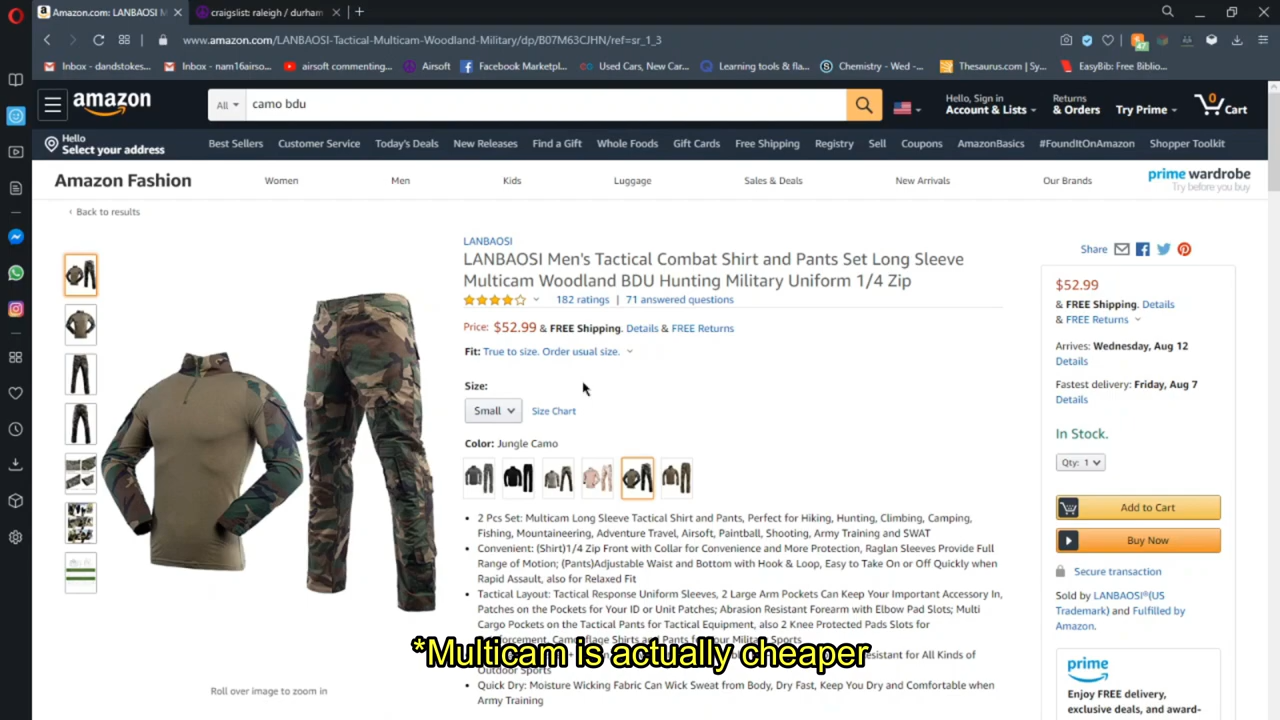 Amazon.com: LANBAOSI M
craigslist: raleigh / durham
www.amazon.com/LANBAOSI-Tactical-Multicam-Woodland-Military/dp/B07M63CJHN/ref=sr_1_3
47
Inbox - dandstokes...
Inbox - nam16airso...
airsoft commenting...
Airsoft
Facebook Marketpl...
Used Cars, New Car...
Learning tools & fla...
Chemistry - Wed -...
Thesaurus.com | Sy...
EasyBib: Free Biblio...
amazon
All
camo bdu
Hello, Sign in
Account & Lists
Returns
& Orders
Try Prime
0
Cart
Hello
Select your address
Best Sellers
Customer Service
Today's Deals
New Releases
Find a Gift
Whole Foods
Gift Cards
Free Shipping
Registry
Sell
Coupons
AmazonBasics
#FoundItOnAmazon
Shopper Toolkit
Amazon Fashion
Women
Men
Kids
Luggage
Sales & Deals
New Arrivals
Our Brands
prime wardrobe
Try before you buy
‹ Back to results
LANBAOSI
LANBAOSI Men's Tactical Combat Shirt and Pants Set Long Sleeve
Multicam Woodland BDU Hunting Military Uniform 1/4 Zip
182 ratings | 71 answered questions
Price: $52.99 & FREE Shipping. Details & FREE Returns
Fit: True to size. Order usual size.
Size:
Small
Size Chart
Color: Jungle Camo
• 2 Pcs Set: Multicam Long Sleeve Tactical Shirt and Pants, Perfect for Hiking, Hunting, Climbing, Camping,
Fishing, Mountaineering, Adventure Travel, Airsoft, Paintball, Shooting, Army Training and SWAT
• Convenient: (Shirt)1/4 Zip Front with Collar for Convenience and More Protection, Raglan Sleeves Provide Full
Range of Motion; (Pants)Adjustable Waist and Bottom with Hook & Loop, Easy to Take On or Off Quickly when
Rapid Assault, also for Relaxed Fit
• Tactical Layout: Tactical Response Uniform Sleeves, 2 Large Arm Pockets Can Keep Your Important Accessory In,
Patches on the Pockets for Your ID or Unit Patches; Abrasion Resistant Forearm with Elbow Pad Slots; Multi
Cargo Pockets on the Tactical Pants for Tactical Equipment, also 2 Knee Protected Pads Slots for
Camouflage Shirts and Pants for Your Military Sports
*Multicam is actually cheaper
Resistant for All Kinds of
Outdoor Sports
• Quick Dry: Moisture Wicking Fabric Can Wick Sweat from Body, Dry Fast, Keep You Dry and Comfortable when
Army Training
Roll over image to zoom in
Share
$52.99
& FREE Shipping. Details
& FREE Returns
Arrives: Wednesday, Aug 12
Details
Fastest delivery: Friday, Aug 7
Details
In Stock.
Qty: 1
Add to Cart
Buy Now
Secure transaction
Sold by LANBAOSI®(US
Trademark) and Fulfilled by
Amazon.
prime
Enjoy FREE delivery,
exclusive deals, and award-